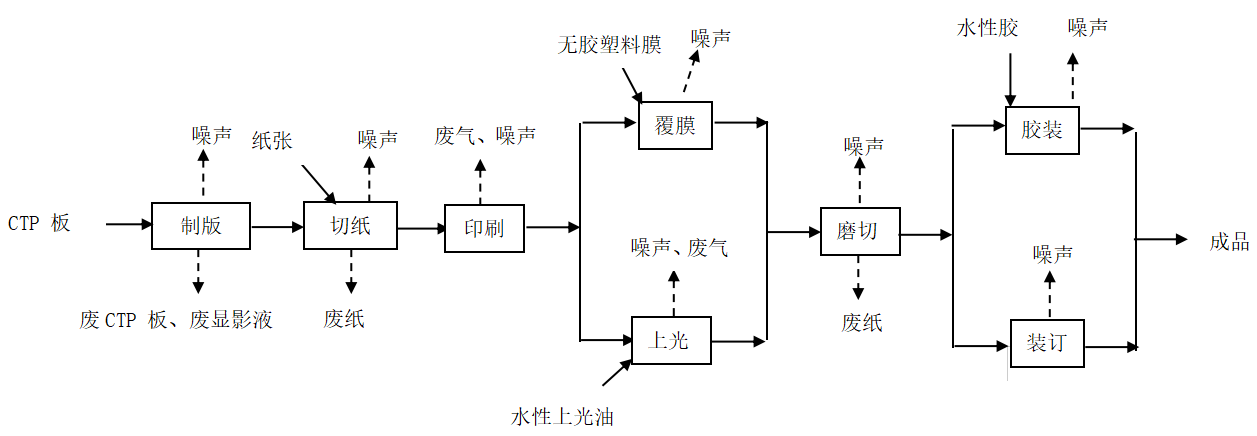 水性胶
噪声
无胶塑料膜
噪声
覆膜
胶装
噪声
纸张
噪声
废气、噪声
噪声
CTP 板
制版
切纸
印刷
磨切
成品
噪声、废气
噪声
废CTP 板、废显影液
废纸
废纸
上光
装订
水性上光油